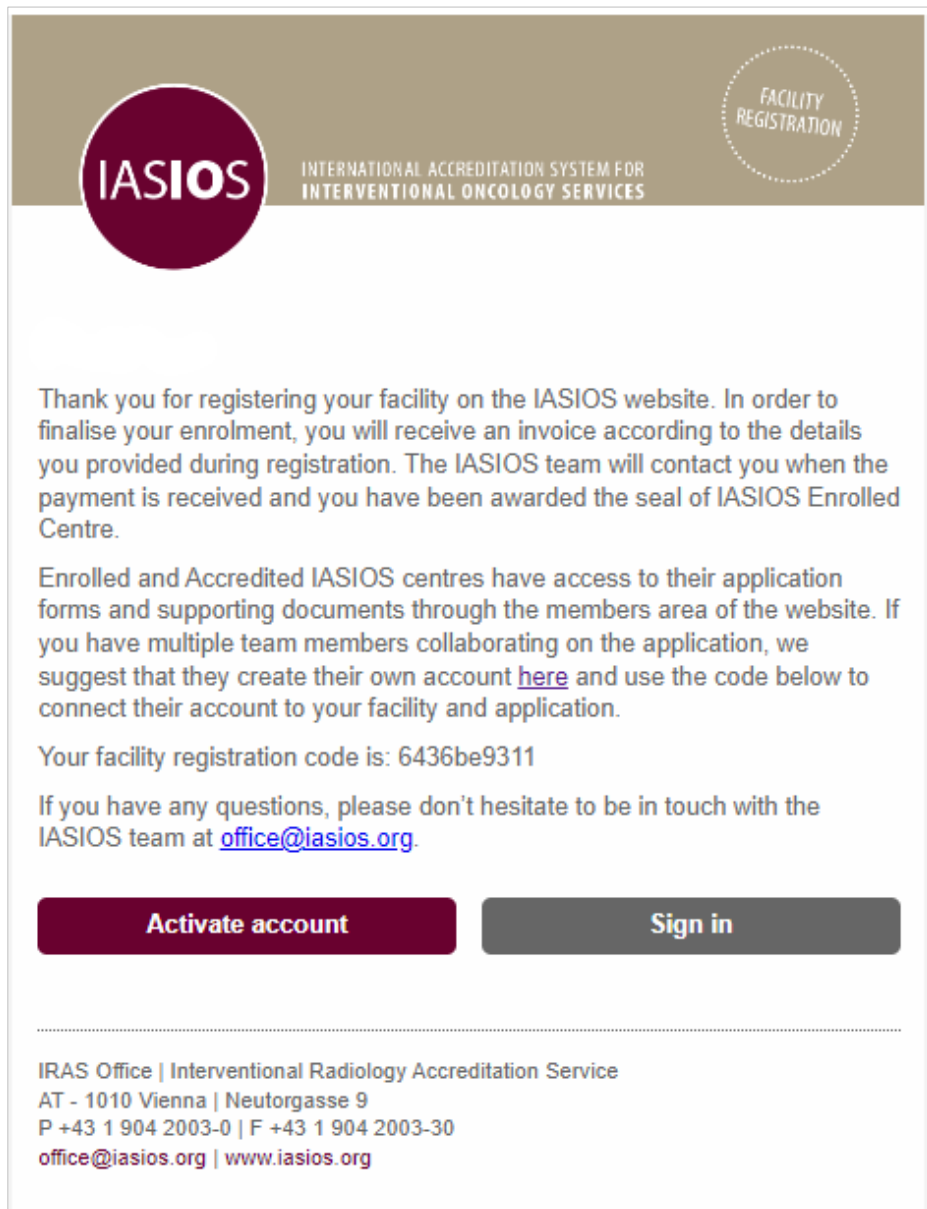 FACILITY
REGISTRATION
IASIOS
INTERNATIONAL ACCREDITATION SYSTEM FOR
INTERVENTIONAL ONCOLOGY SERVICES
Thank you for registering your facility on the IASIOS website. In order to
finalise your enrolment, you will receive an invoice according to the details
you provided during registration. The IASIOS team will contact you when the
payment is received and you have been awarded the seal of IASIOS Enrolled
Centre.
Enrolled and Accredited IASIOS centres have access to their application
forms and supporting documents through the members area of the website. If
you have multiple team members collaborating on the application, we
suggest that they create their own account here and use the code below to
connect their account to your facility and application.
Your facility registration code is: 6436be9311
If you have any questions, please don't hesitate to be in touch with the
IASIOS team at office@iasios.org.
Activate account
Sign in
IRAS Office | Interventional Radiology Accreditation Service
AT - 1010 Vienna | Neutorgasse 9
P +43 1 904 2003-0 | F +43 1 904 2003-30
office@iasios.org | www.iasios.org